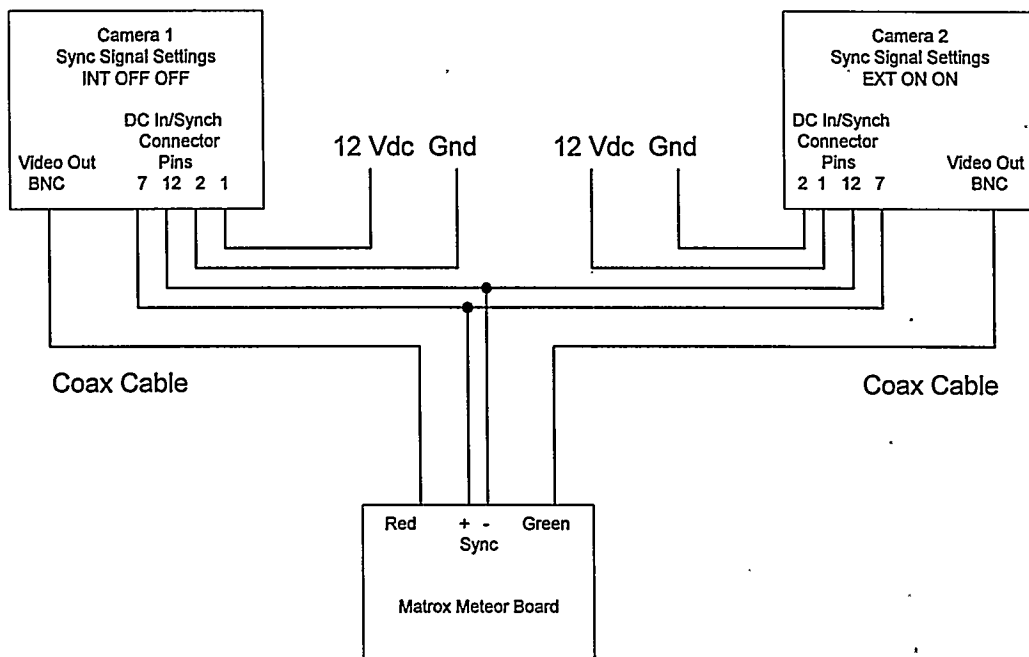 Camera 1
Sync Signal Settings
INT OFF OFF
DC In/Synch
Connector
Pins
Video Out
BNC
7 12 2 1
12 Vdc Gnd
12 Vdc Gnd
Camera 2
Sync Signal Settings
EXT ON ON
DC In/Synch
Connector
Pins
2 1 12 7
Video Out
BNC
Coax Cable
Coax Cable
Red
+ -
Sync
Green
Matrox Meteor Board